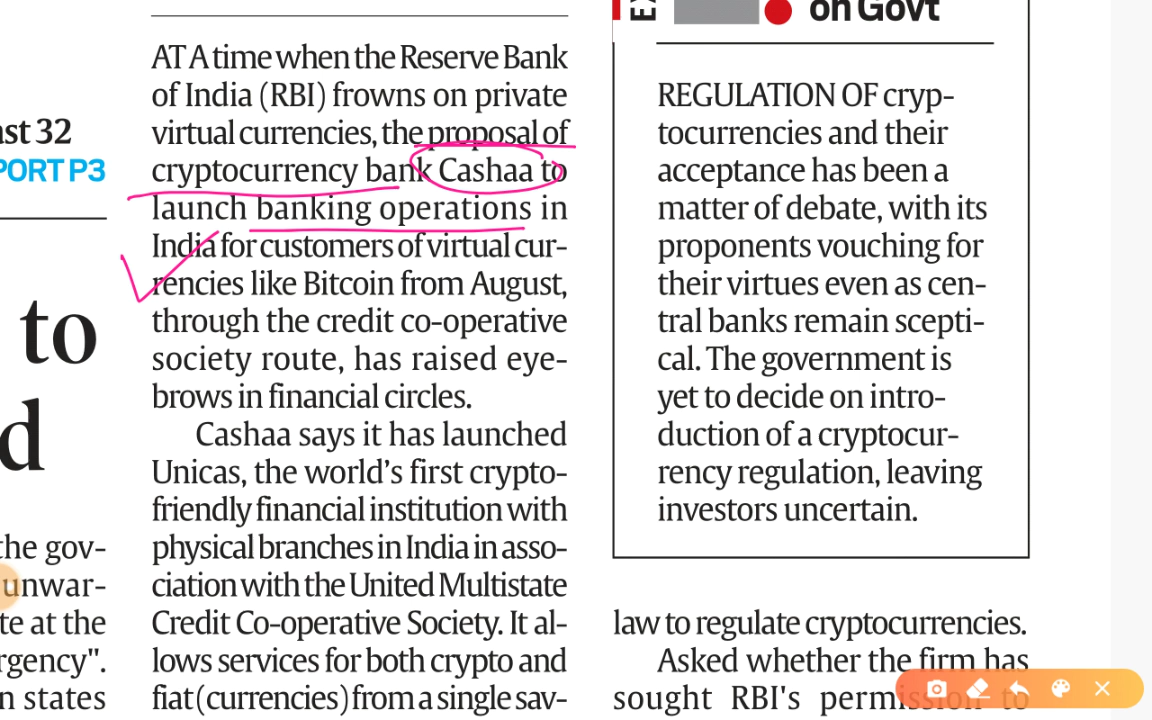 ast 32
PORT P3
to
d
the gov-
unwar-
te at the
rgency".
n states
AT A time when the Reserve Bank
of India (RBI) frowns on private
virtual currencies, the proposal of
cryptocurrency bank Cashaa to
launch banking operations in
India for customers of virtual cur-
rencies like Bitcoin from August,
through the credit co-operative
society route, has raised eye-
brows in financial circles.
Cashaa says it has launched
Unicas, the world's first crypto-
friendly financial institution with
physical branches in India in asso-
ciation with the United Multistate
Credit Co-operative Society. It al-
lows services for both crypto and
fiat (currencies) from a single sav-
on Govt
REGULATION OF cryp-
tocurrencies and their
acceptance has been a
matter of debate, with its
proponents vouching for
their virtues even as cen-
tral banks remain scepti-
cal. The government is
yet to decide on intro-
duction of a cryptocur-
rency regulation, leaving
investors uncertain.
law to regulate cryptocurrencies.
Asked whether the firm has
sought RBI's permission to